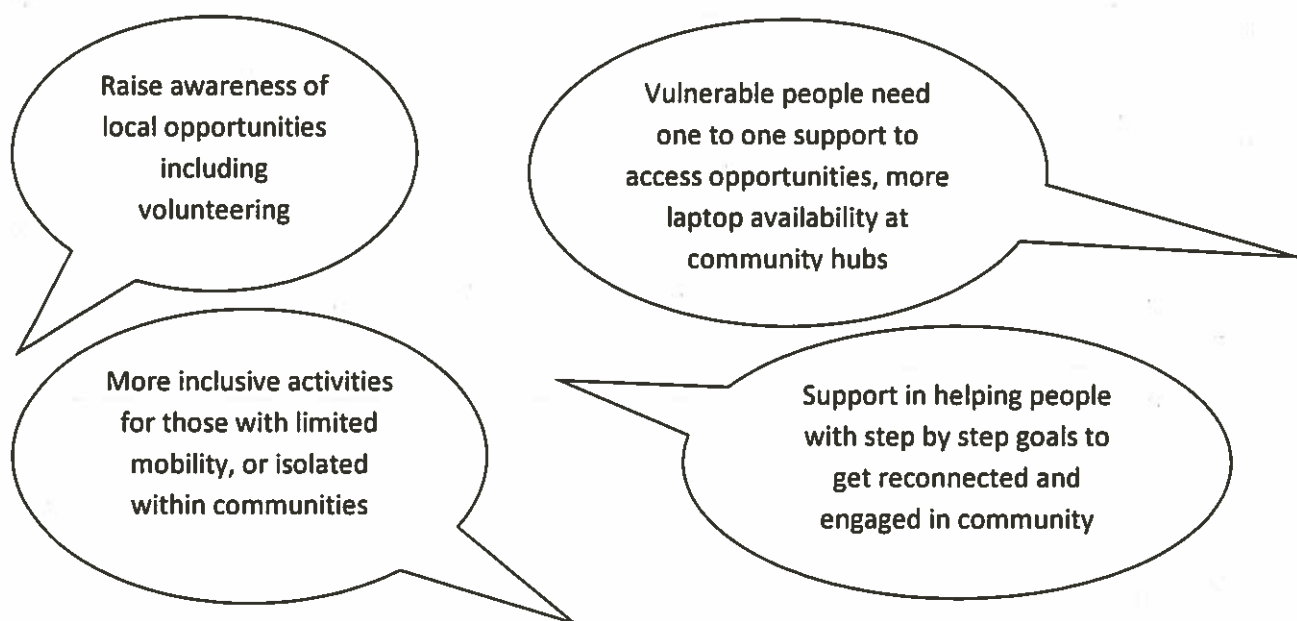 Raise awareness of
local opportunities
including
volunteering
Vulnerable people need
one to one support to
access opportunities, more
laptop availability at
community hubs
More inclusive activities
for those with limited
mobility, or isolated
within communities
Support in helping people
with step by step goals to
get reconnected and
engaged in community